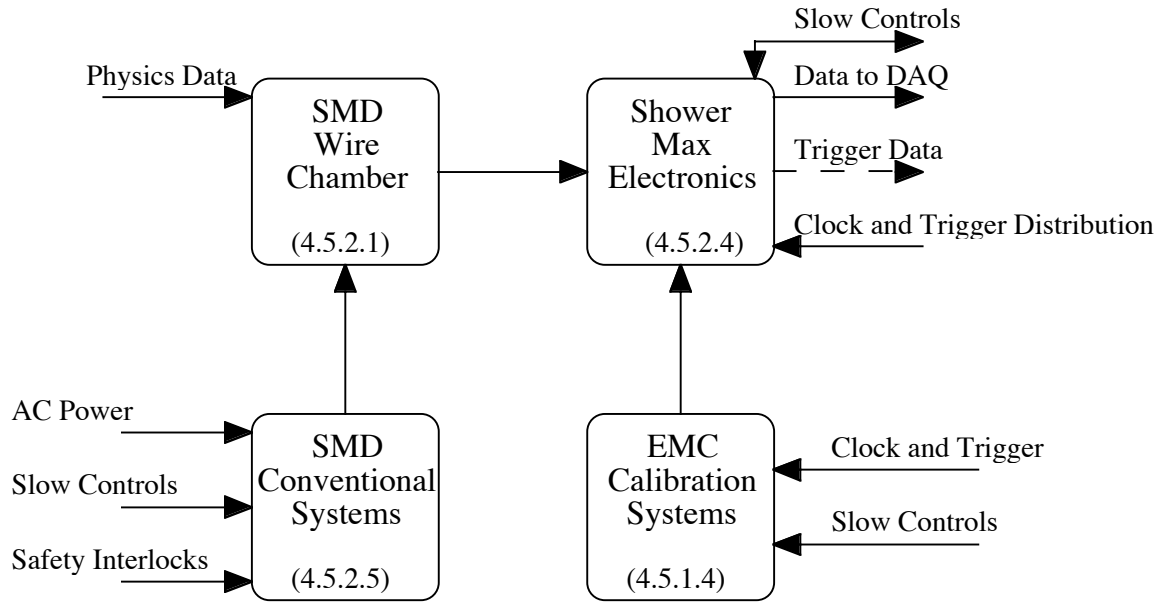 Slow Controls
Physics Data
Data to DAQ
SMD
Wire
Chamber
(4.5.2.1)
Shower
Max
Electronics
(4.5.2.4)
Trigger Data
Clock and Trigger Distribution
AC Power
Slow Controls
Safety Interlocks
SMD
Conventional
Systems
(4.5.2.5)
EMC
Calibration
Systems
(4.5.1.4)
Clock and Trigger
Slow Controls